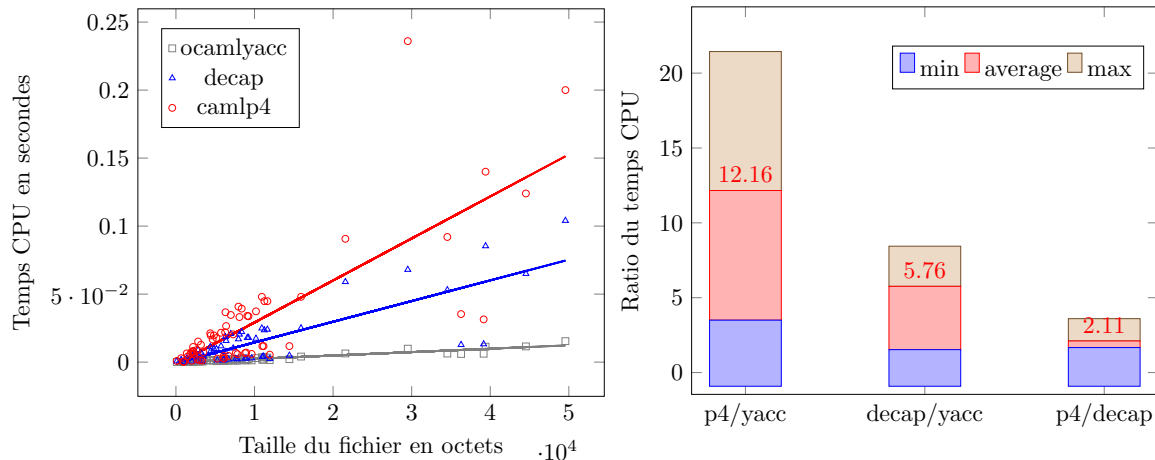 0.25
0.2
0.15
0.1
5 · 10⁻²
0
Temps CPU en secondes
ocamlyacc
decap
camlp4
0 1 2 3 4 5
·10⁴
Taille du fichier en octets
20
15
10
5
0
Ratio du temps CPU
min average max
12.16
5.76
2.11
p4/yacc decap/yacc p4/decap